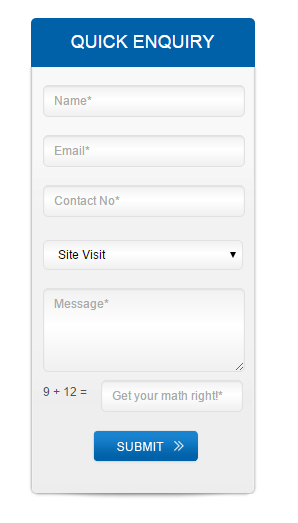 QUICK ENQUIRY
Name*
Email*
Contact No*
Site Visit
Message*
9 + 12 = Get your math right!*
SUBMIT